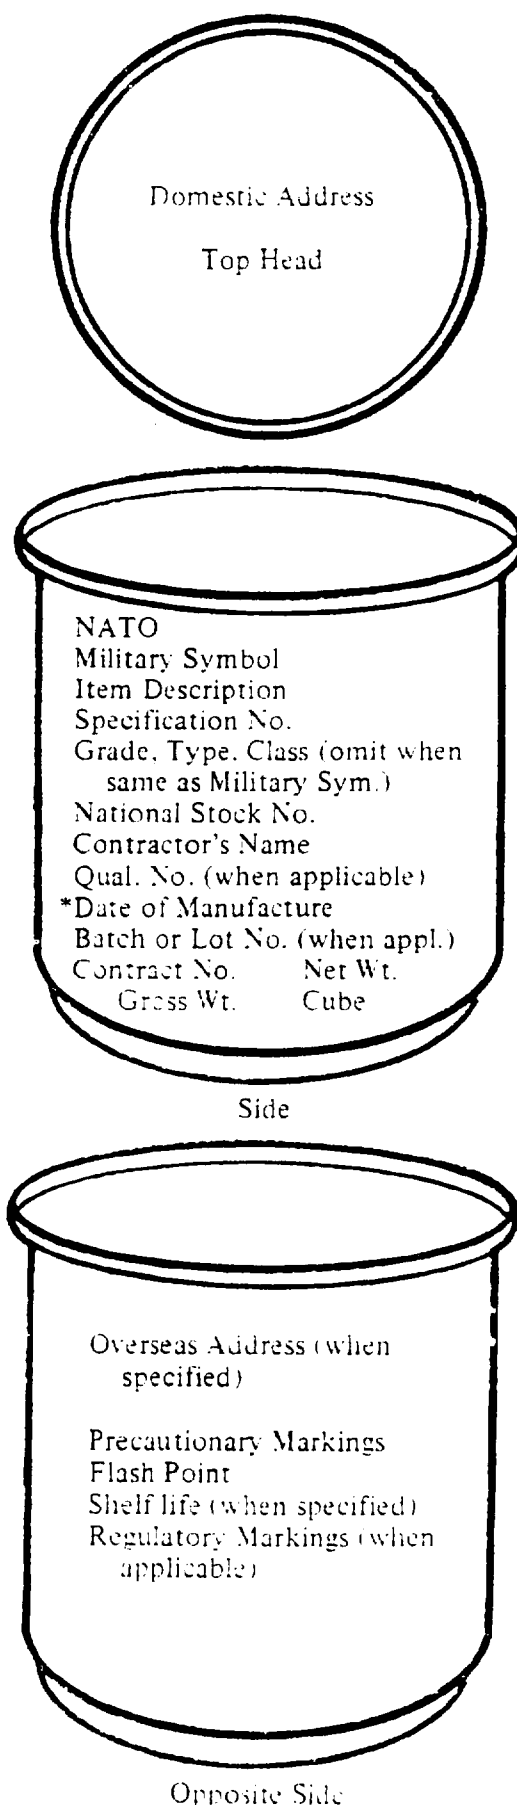 Domestic Address
Top Head
NATO
Military Symbol
Item Description
Specification No.
Grade, Type, Class (omit when
same as Military Sym.)
National Stock No.
Contractor's Name
Qual. No. (when applicable)
*Date of Manufacture
Batch or Lot No. (when appl.)
Contract No. Net Wt.
Gross Wt. Cube
Side
Overseas Address (when
specified)
Precautionary Markings
Flash Point
Shelf life (when specified)
Regulatory Markings (when
applicable)
Opposite Side